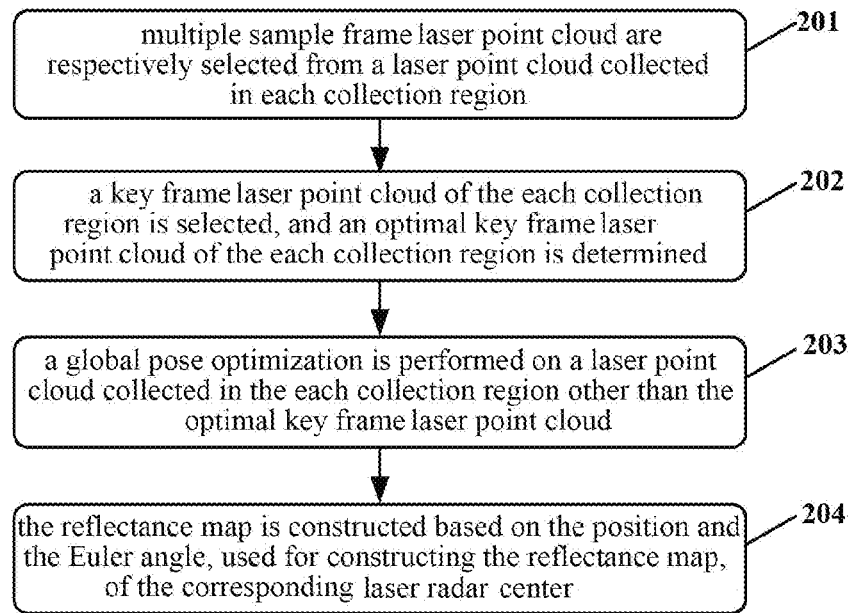 multiple sample frame laser point cloud are
respectively selected from a laser point cloud collected
in each collection region
201
a key frame laser point cloud of the each collection
region is selected, and an optimal key frame laser
point cloud of the each collection region is determined
202
a global pose optimization is performed on a laser point
cloud collected in the each collection region other than the
optimal key frame laser point cloud
203
the reflectance map is constructed based on the position and
the Euler angle, used for constructing the reflectance map,
of the corresponding laser radar center
204